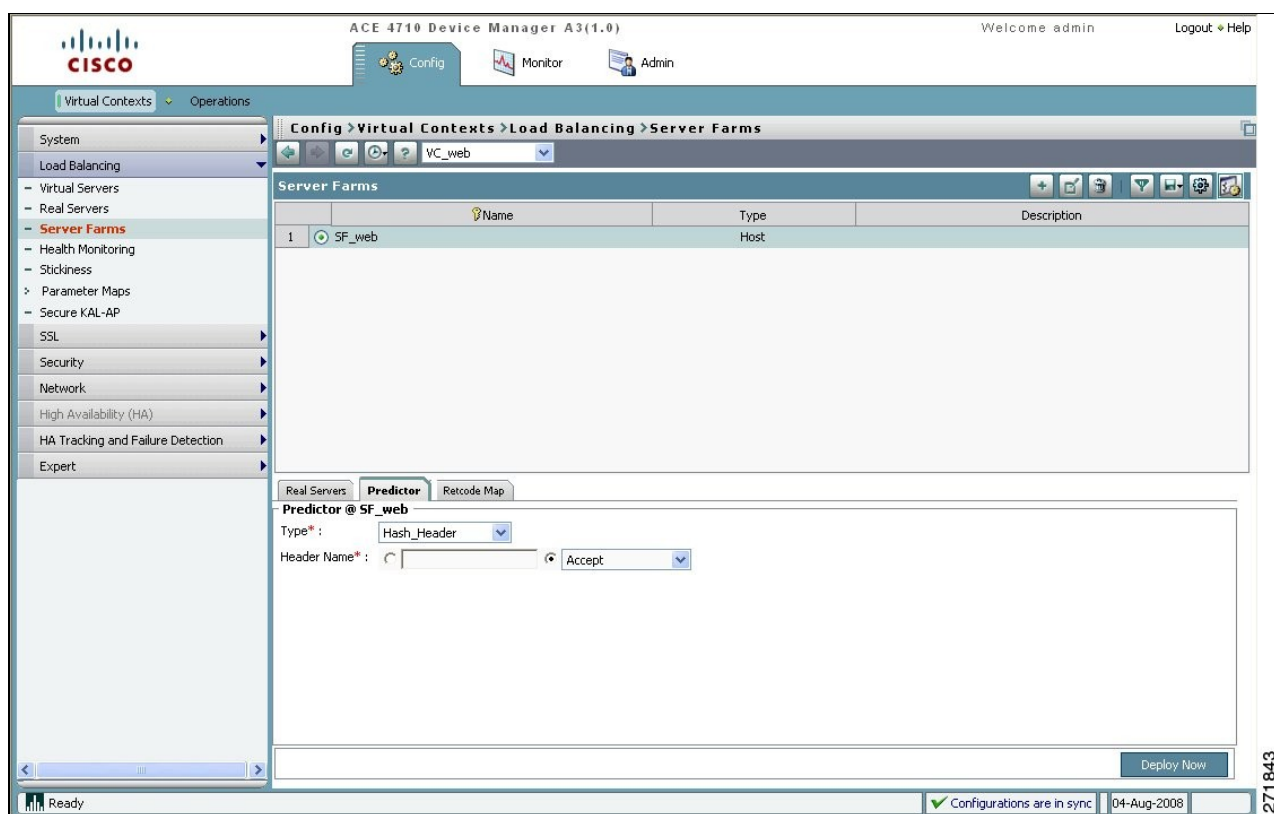 ACE 4710 Device Manager A3(1.0)
Welcome admin
Logout
Help
CISCO
Config
Monitor
Admin
Virtual Contexts
Operations
System
Load Balancing
Virtual Servers
Real Servers
Server Farms
Health Monitoring
Stickiness
Parameter Maps
Secure KAL-AP
SSL
Security
Network
High Availability (HA)
HA Tracking and Failure Detection
Expert
Config > Virtual Contexts > Load Balancing > Server Farms
? VC_web
Server Farms
Name Type Description
1 SF_web Host
Real Servers Predictor Retcode Map
Predictor @ SF_web
Type* : Hash_Header
Header Name* : Accept
Deploy Now
Ready
Configurations are in sync
04-Aug-2008
271843